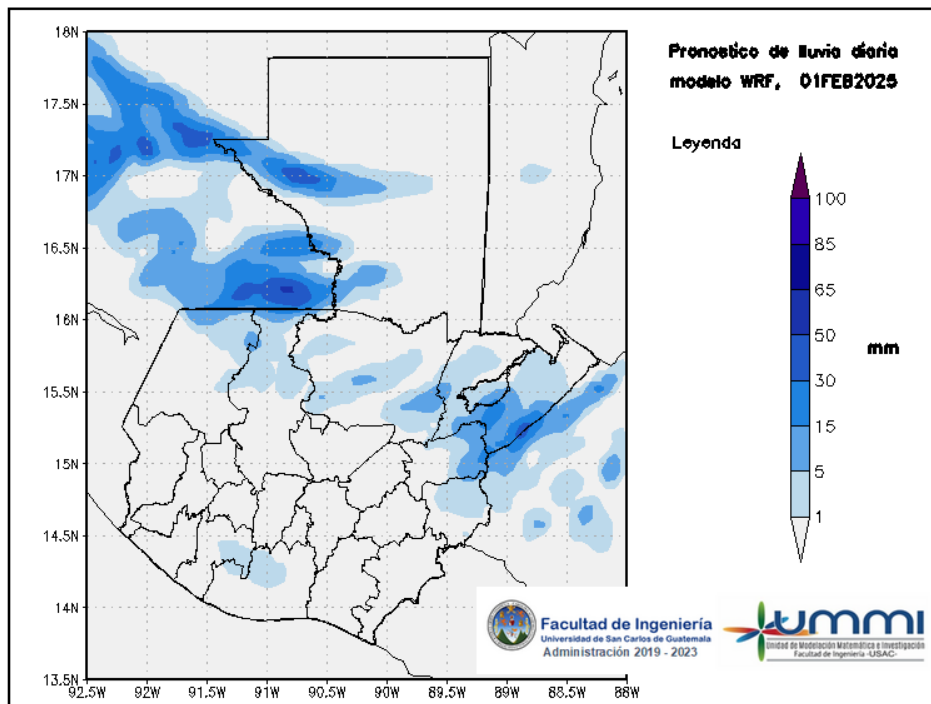 Pronostico de lluvia diaria
modelo WRF, 01FEB2025
Leyenda
100
85
65
50
30
15
5
1
mm
18N
17.5N
17N
16.5N
16N
15.5N
15N
14.5N
14N
13.5N
92.5W 92W 91.5W 91W 90.5W 90W 89.5W 89W 88.5W 88W
Facultad de Ingeniería
Universidad de San Carlos de Guatemala
Administración 2019 - 2023
UMMI
Unidad de Modelación Matemática e Investigación
Facultad de Ingeniería -USAC-